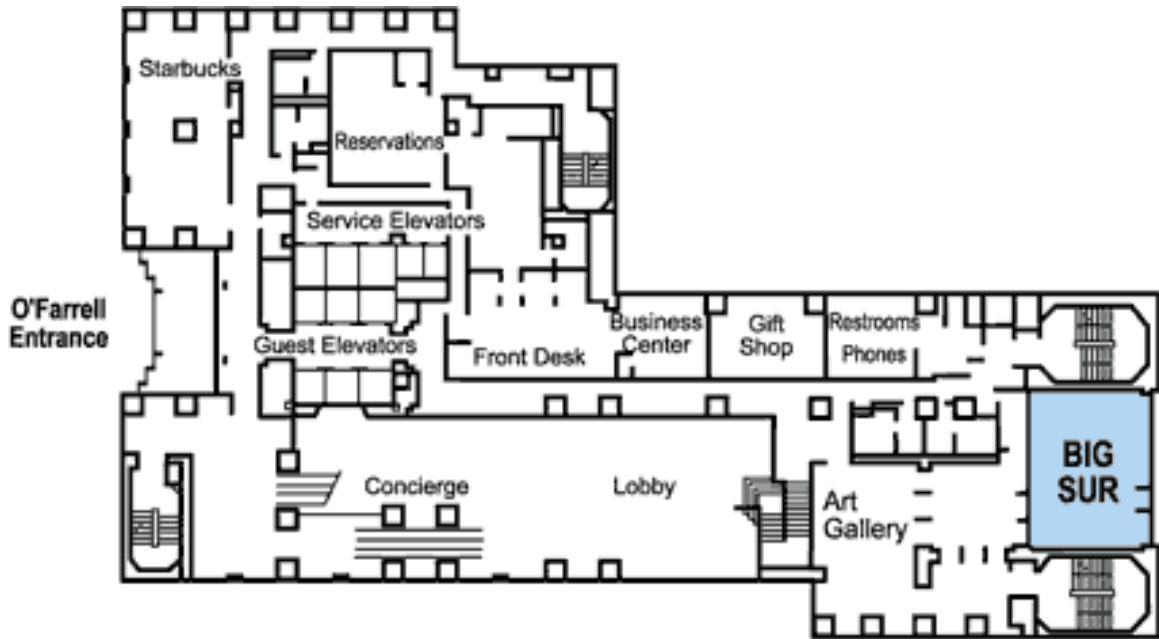 Starbucks
Reservations
Service Elevators
O'Farrell
Entrance
Guest Elevators
Front Desk
Business
Center
Gift
Shop
Restrooms
Phones
Concierge
Lobby
Art
Gallery
BIG
SUR